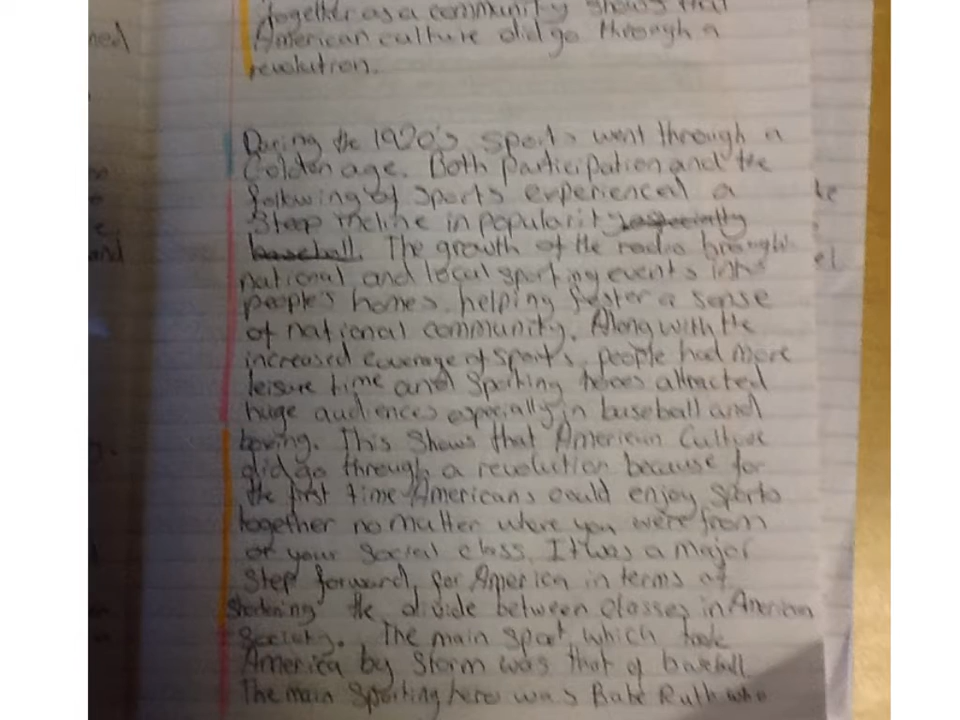 together as a community shows that
American culture did go through a
revolution.
During the 1920's sports went through a
Golden age. Both participation and the
following of sports experienced a
Steep incline in popularity especially
baseball. The growth of the radio brought
national and local sporting events into
people's homes helping foster a sense
of national community. Along with the
increased coverage of sports, people had more
leisure time and sporting heroes attracted
huge audiences especially in baseball and
boxing. This shows that American Culture
did go through a revolution because for
the first time Americans could enjoy sports
together no matter where you were from
or your social class. It was a major
step forward for America in terms of
the divide between classes in American
Society. The main sport which took
America by storm was that of baseball
The main sporting hero was Babe Ruth who